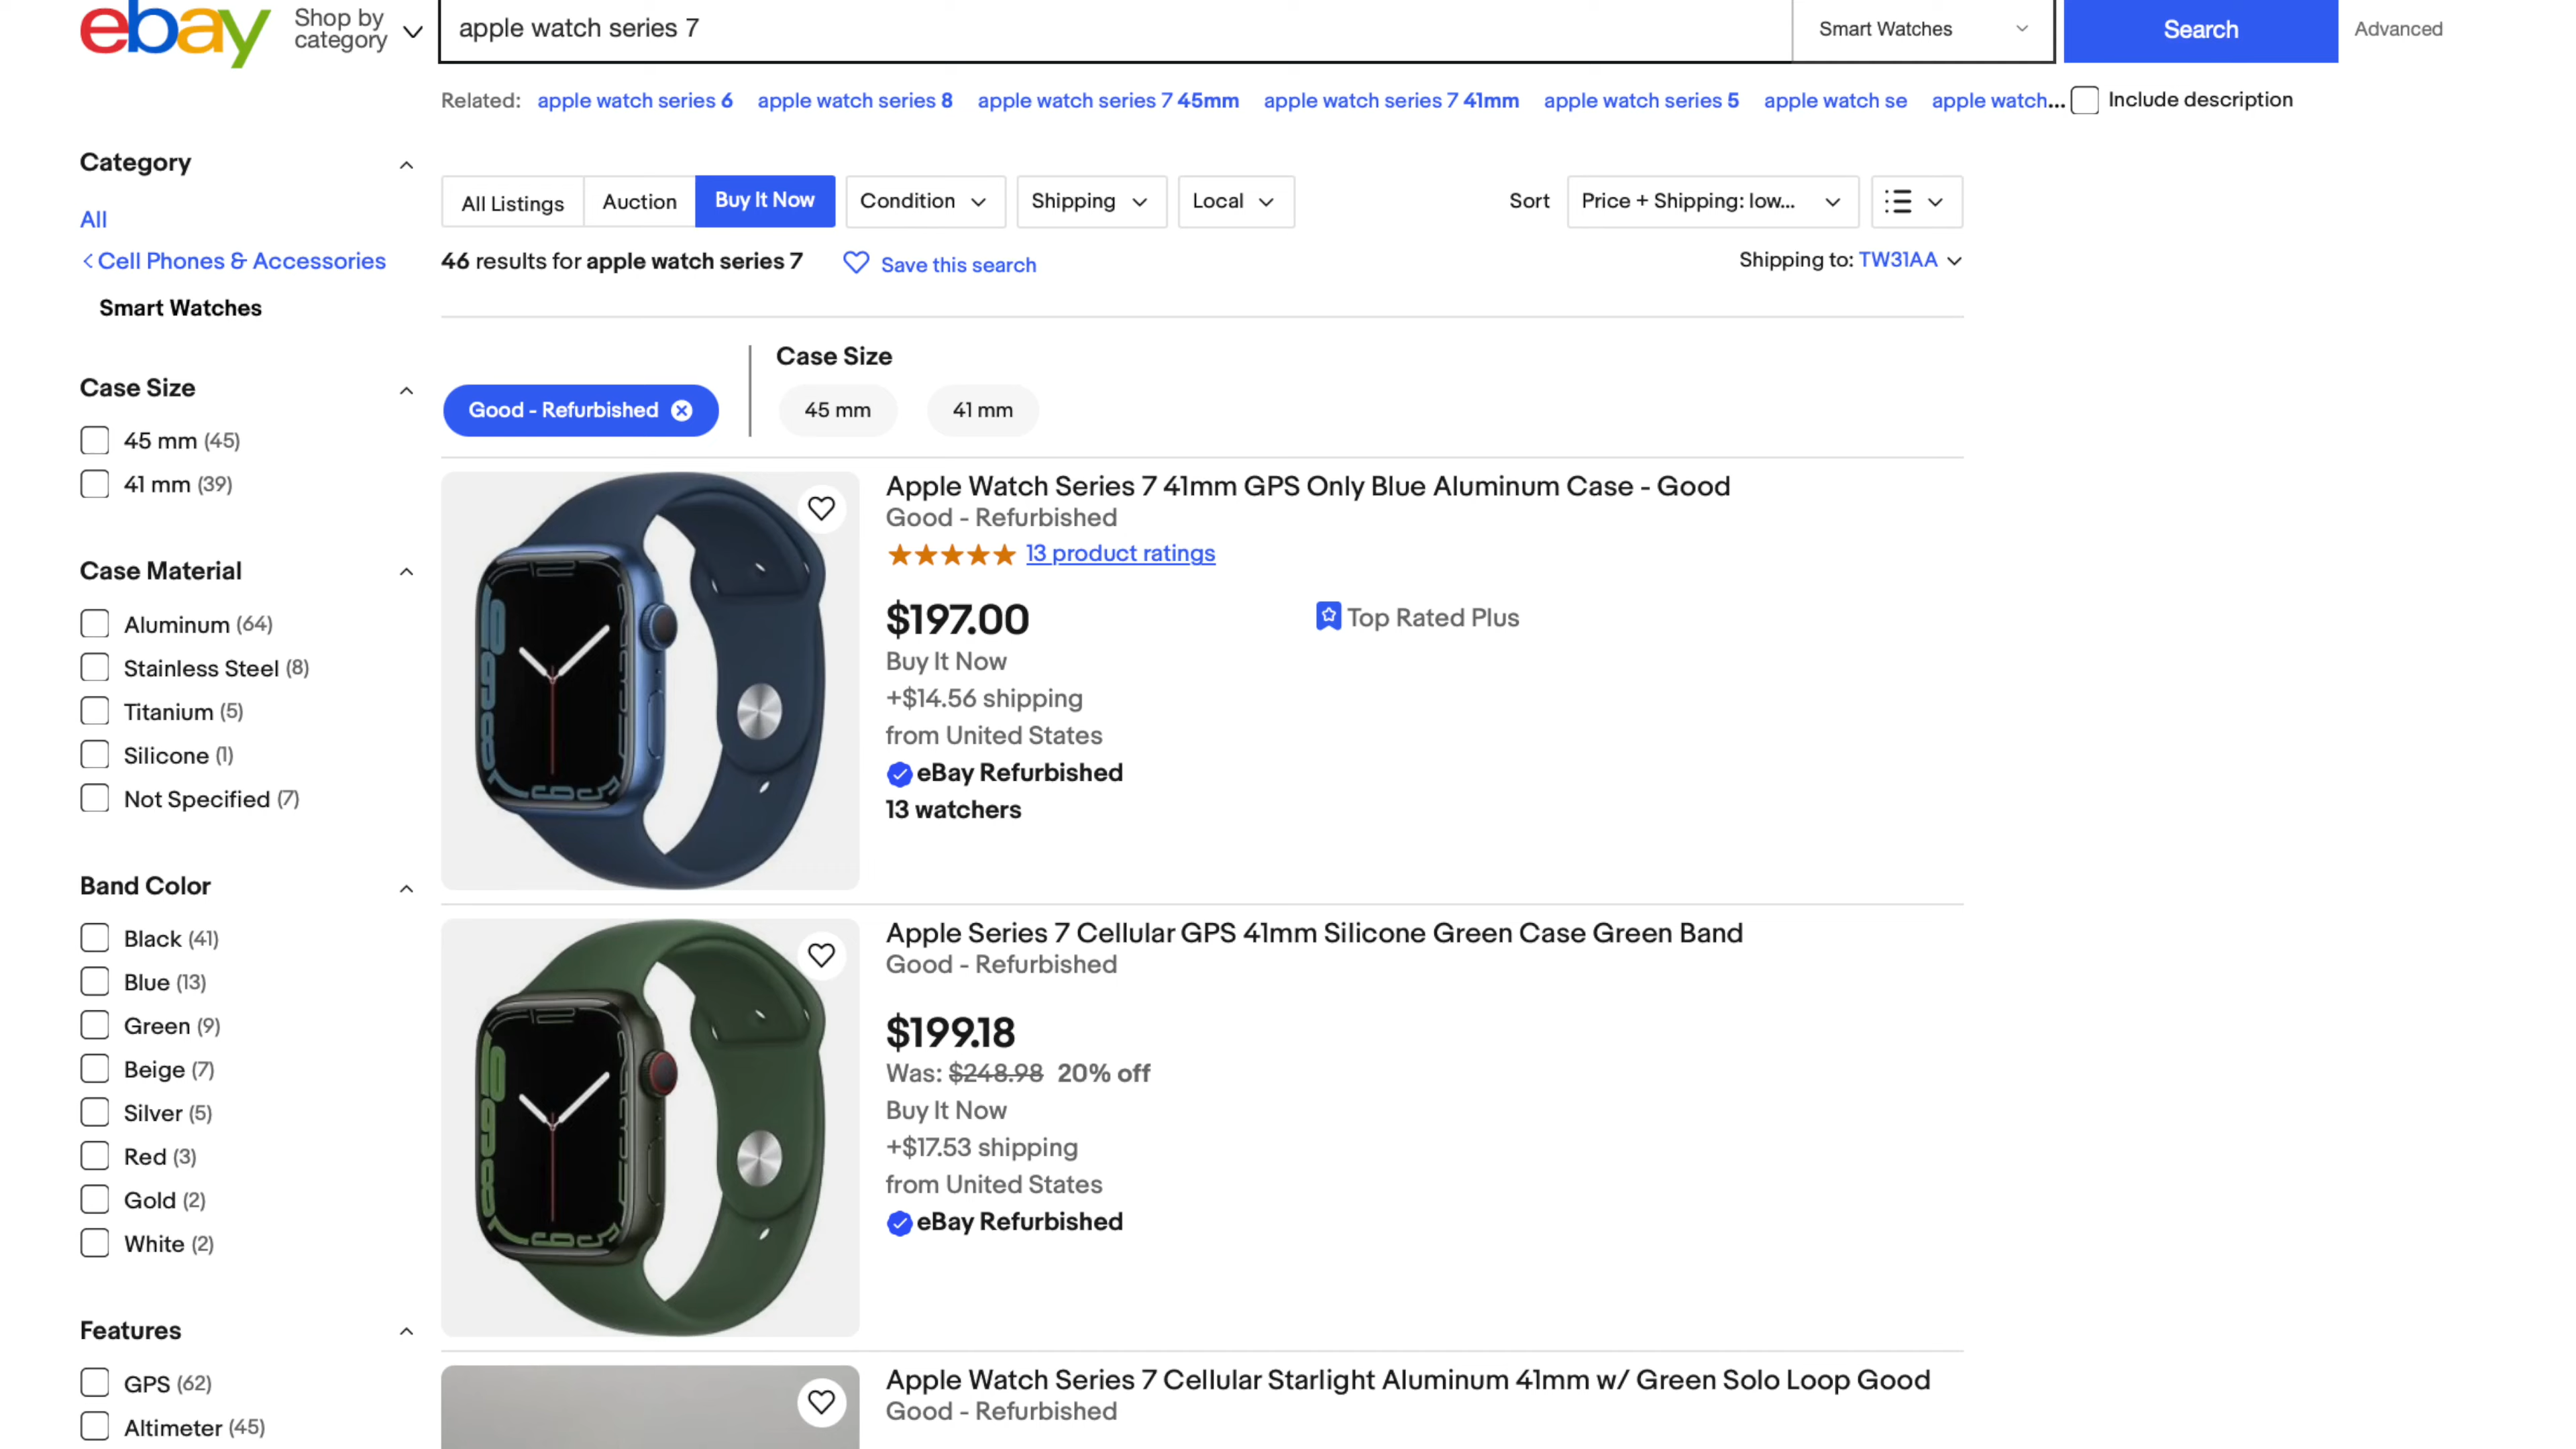 ebay
Shop by
category
apple watch series 7
Smart Watches
Search
Advanced
Related: apple watch series 6 apple watch series 8 apple watch series 7 45mm apple watch series 7 41mm apple watch series 5 apple watch se apple watch... Include description
Category
All
Cell Phones & Accessories
Smart Watches
Case Size
45 mm (45)
41 mm (39)
Case Material
Aluminum (64)
Stainless Steel (8)
Titanium (5)
Silicone (1)
Not Specified (7)
Band Color
Black (41)
Blue (13)
Green (9)
Beige (7)
Silver (5)
Red (3)
Gold (2)
White (2)
Features
GPS (62)
Altimeter (45)
All Listings Auction Buy It Now Condition Shipping Local Sort Price + Shipping: low...
46 results for apple watch series 7 Save this search Shipping to: TW31AA
Case Size
Good - Refurbished 45 mm 41 mm
Apple Watch Series 7 41mm GPS Only Blue Aluminum Case - Good
Good - Refurbished
13 product ratings
$197.00 Top Rated Plus
Buy It Now
+$14.56 shipping
from United States
eBay Refurbished
13 watchers
Apple Series 7 Cellular GPS 41mm Silicone Green Case Green Band
Good - Refurbished
$199.18
Was: $248.98 20% off
Buy It Now
+$17.53 shipping
from United States
eBay Refurbished
Apple Watch Series 7 Cellular Starlight Aluminum 41mm w/ Green Solo Loop Good
Good - Refurbished